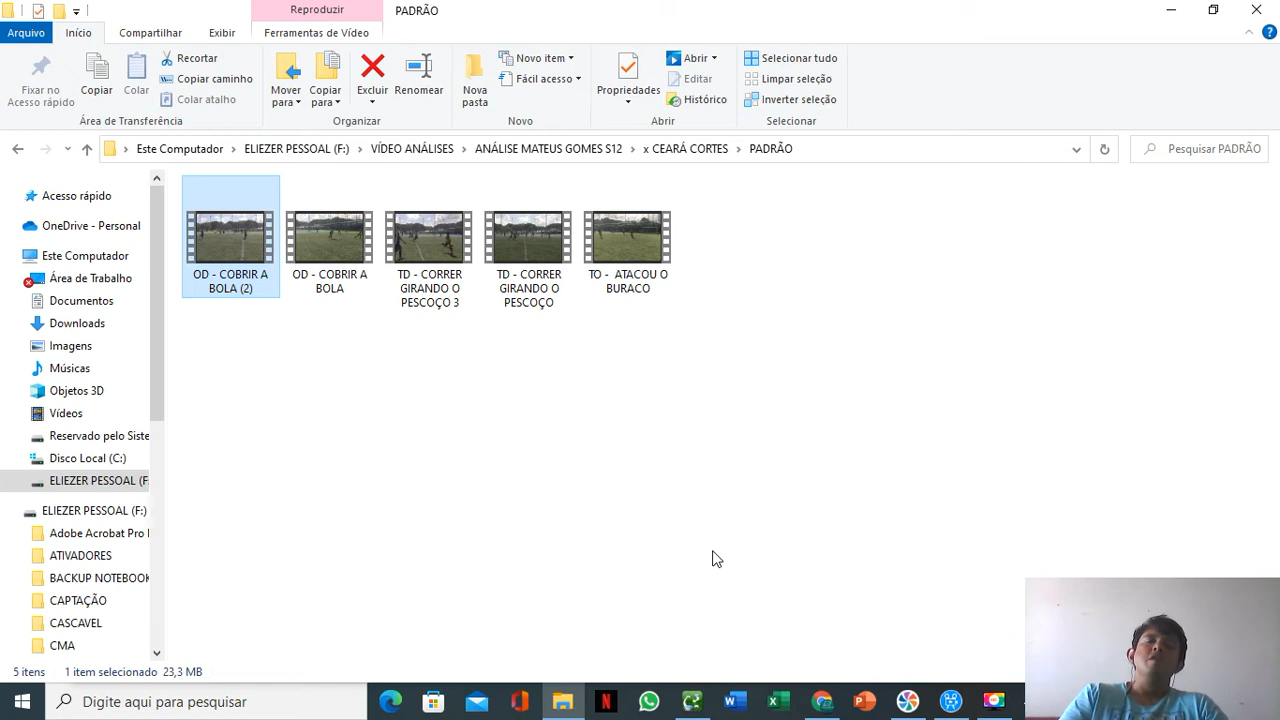 Reproduzir
PADRÃO
Arquivo
Início
Compartilhar
Exibir
Ferramentas de Vídeo
Fixar no
Acesso rápido
Copiar
Colar
Recortar
Copiar caminho
Colar atalho
Área de Transferência
Mover
para
Copiar
para
Excluir
Renomear
Organizar
Nova
pasta
Novo item
Fácil acesso
Novo
Propriedades
Abrir
Editar
Histórico
Abrir
Selecionar tudo
Limpar seleção
Inverter seleção
Selecionar
Este Computador
ELIEZER PESSOAL (F:)
VÍDEO ANÁLISES
ANÁLISE MATEUS GOMES S12
x CEARÁ CORTES
PADRÃO
Pesquisar PADRÃO
Acesso rápido
OneDrive - Personal
Este Computador
Área de Trabalho
Documentos
Downloads
Imagens
Músicas
Objetos 3D
Vídeos
Reservado pelo Siste
Disco Local (C:)
ELIEZER PESSOAL (F
ELIEZER PESSOAL (F:)
Adobe Acrobat Pro
ATIVADORES
BACKUP NOTEBOOK
CAPTAÇÃO
CASCAVEL
CMA
OD - COBRIR A
BOLA (2)
OD - COBRIR A
BOLA
TD - CORRER
GIRANDO O
PESCOÇO 3
TD - CORRER
GIRANDO O
PESCOÇO
TO - ATACOU O
BURACO
5 itens
1 item selecionado 23,3 MB
Digite aqui para pesquisar